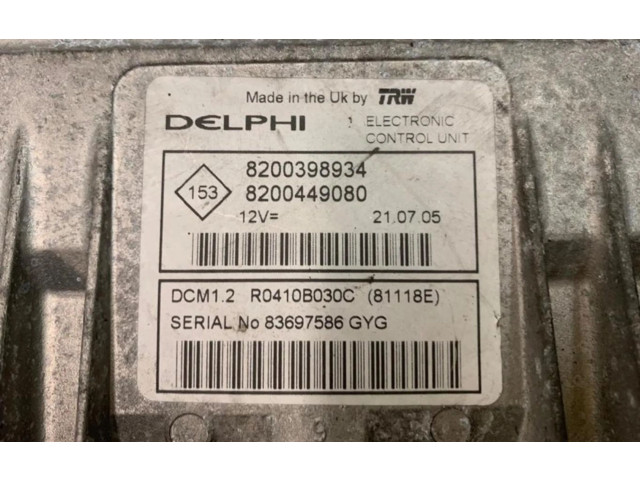 Made in the Uk by TRW
DELPHI
ELECTRONIC
CONTROL UNIT
153
8200398934
8200449080
12V=
21.07.05
DCM1.2 R0410B030C (81118E)
SERIAL No 83697586 GYG